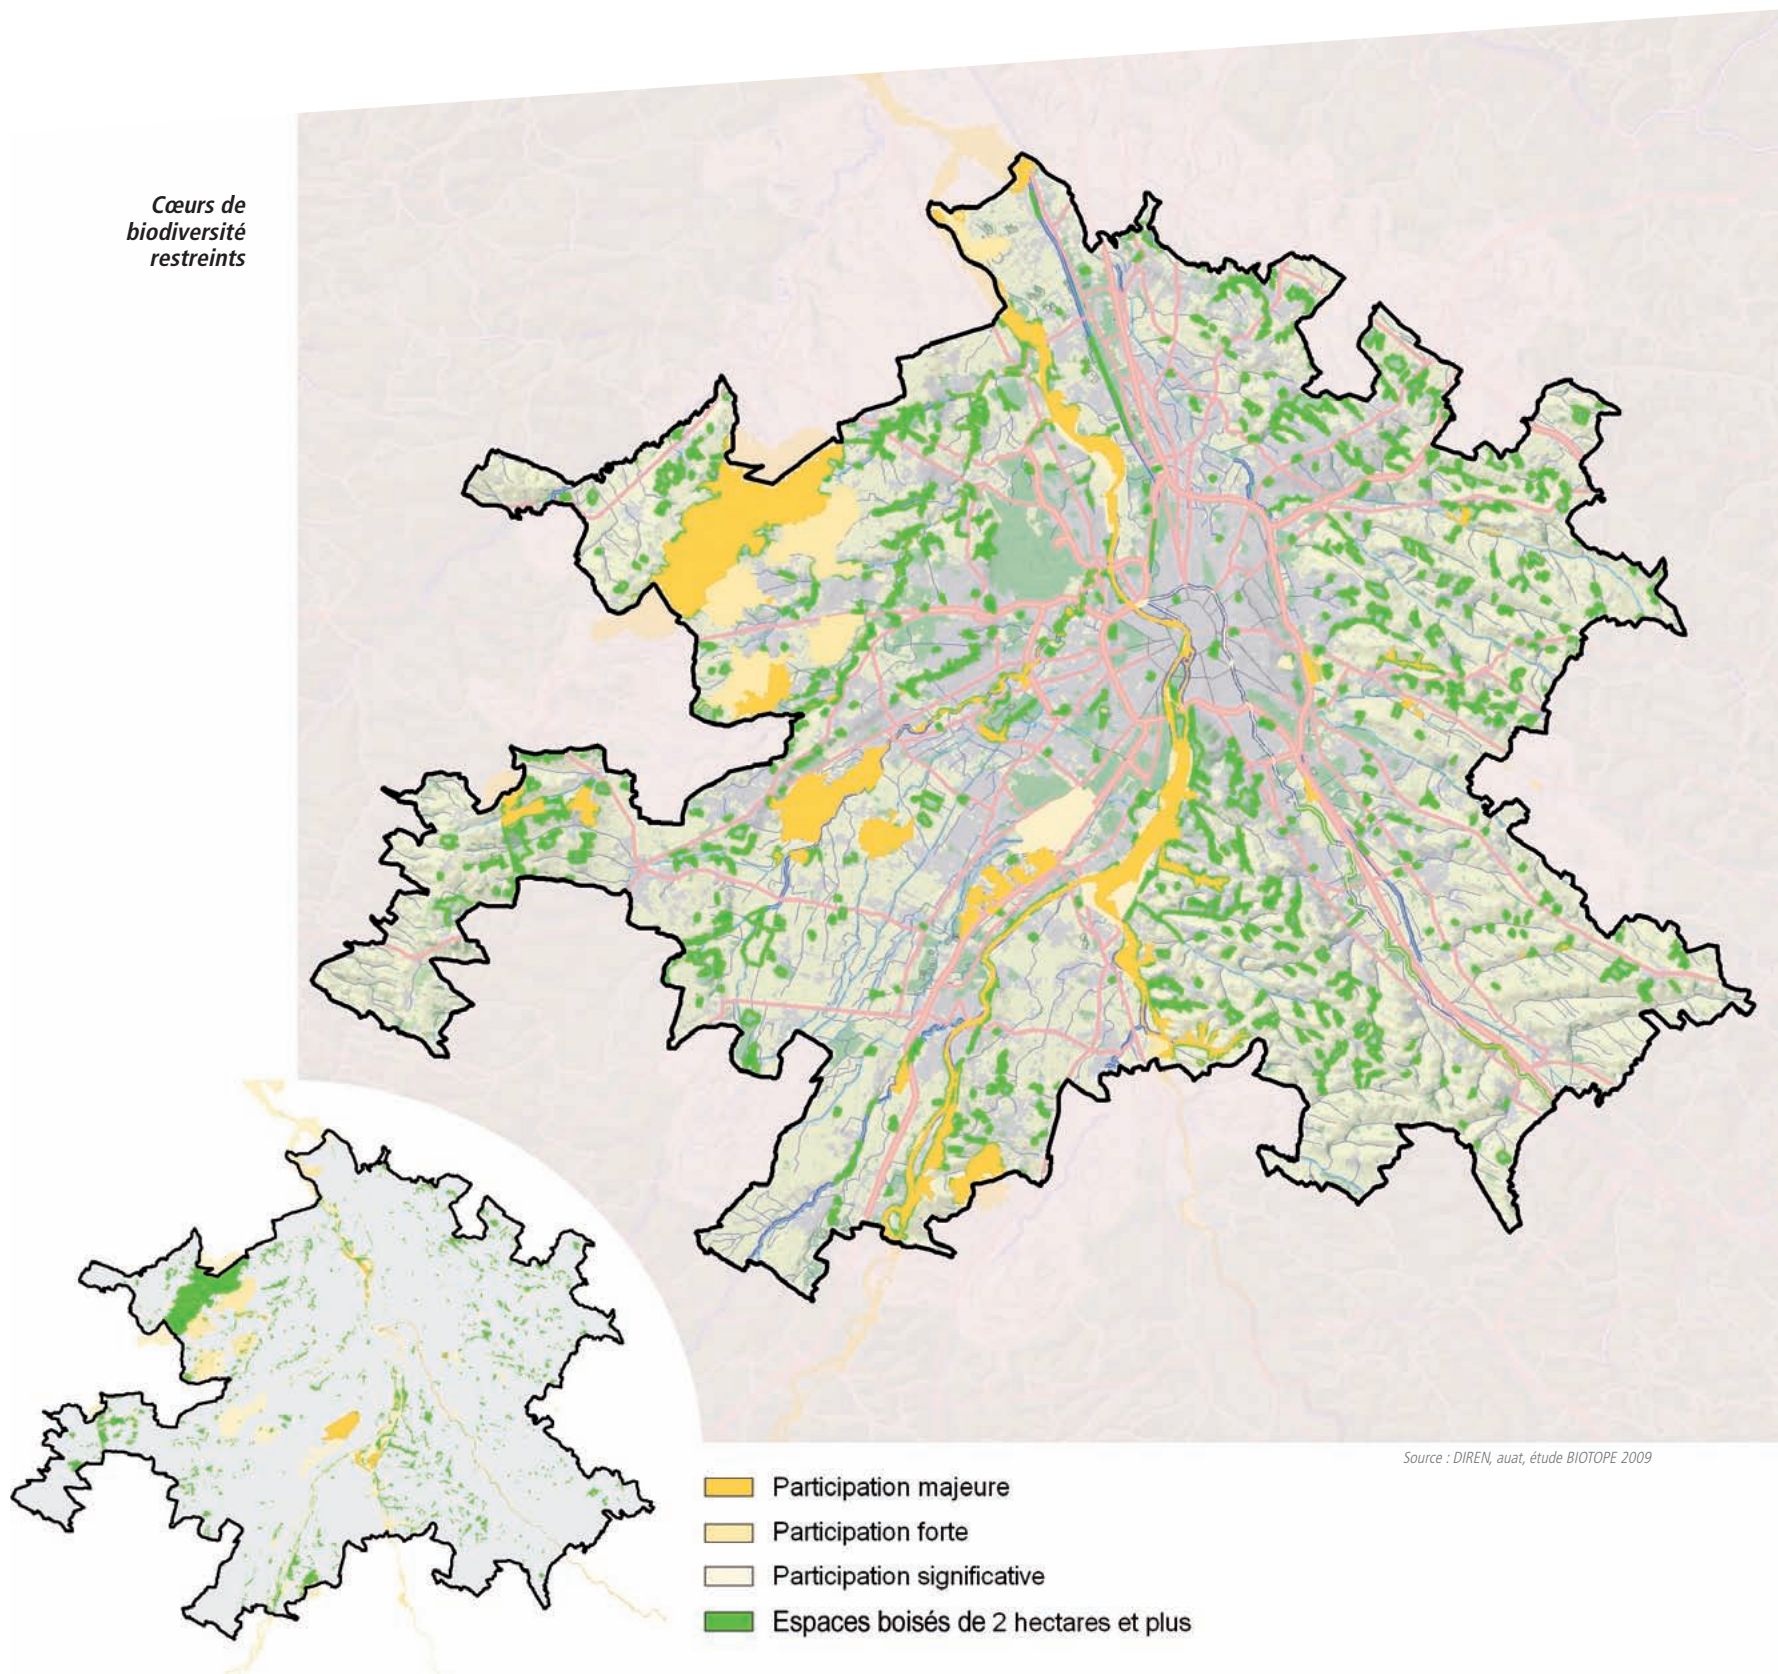 Cœurs de
biodiversité
restreints
Source : DIREN, auat, étude BIOTOPE 2009
Participation majeure
Participation forte
Participation significative
Espaces boisés de 2 hectares et plus